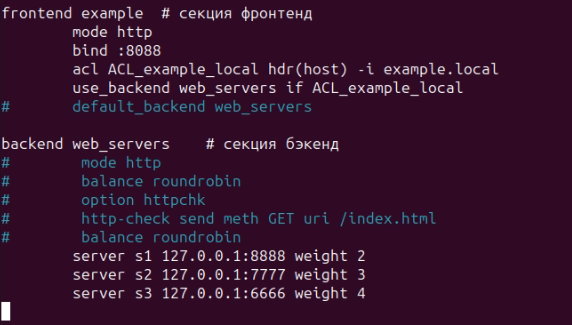 frontend example  # секция фронтенд
        mode http
        bind :8088
        acl ACL_example_local hdr(host) -i example.local
        use_backend web_servers if ACL_example_local
#       default_backend web_servers

backend web_servers    # секция бэкенд
#        mode http
#        balance roundrobin
#        option httpchk
#        http-check send meth GET uri /index.html
#        balance roundrobin
        server s1 127.0.0.1:8888 weight 2
        server s2 127.0.0.1:7777 weight 3
        server s3 127.0.0.1:6666 weight 4